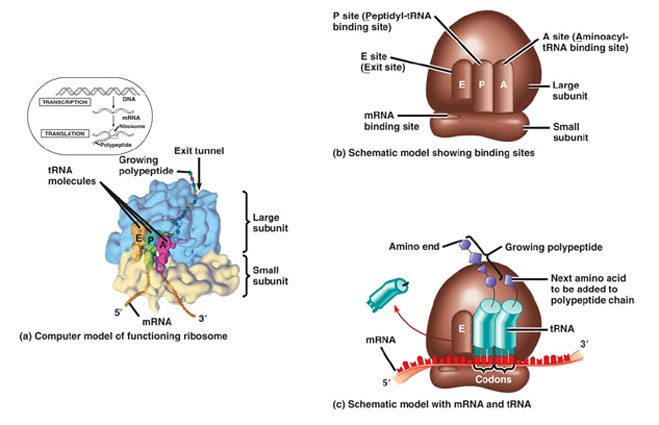 TRANSCRIPTION
DNA
mRNA
Ribosome
TRANSLATION
Polypeptide
Growing
polypeptide
Exit tunnel
tRNA
molecules
E
P
A
Large
subunit
Small
subunit
5′
3′
mRNA
(a) Computer model of functioning ribosome
P site (Peptidyl-tRNA
binding site)
A site (Aminoacyl-
tRNA binding site)
E site
(Exit site)
E
P
A
Large
subunit
mRNA
binding site
Small
subunit
(b) Schematic model showing binding sites
Amino end
Growing polypeptide
Next amino acid
to be added to
polypeptide chain
E
tRNA
mRNA
3′
5′
Codons
(c) Schematic model with mRNA and tRNA